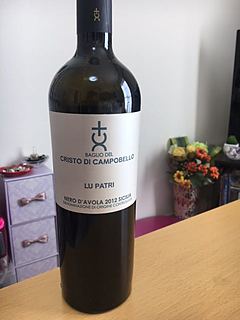 BAGLIO DEL
CRISTO DI CAMPOBELLO
LU PATRI
NERO D'AVOLA 2012 SICILIA
DENOMINAZIONE DI ORIGINE CONTROLLATA